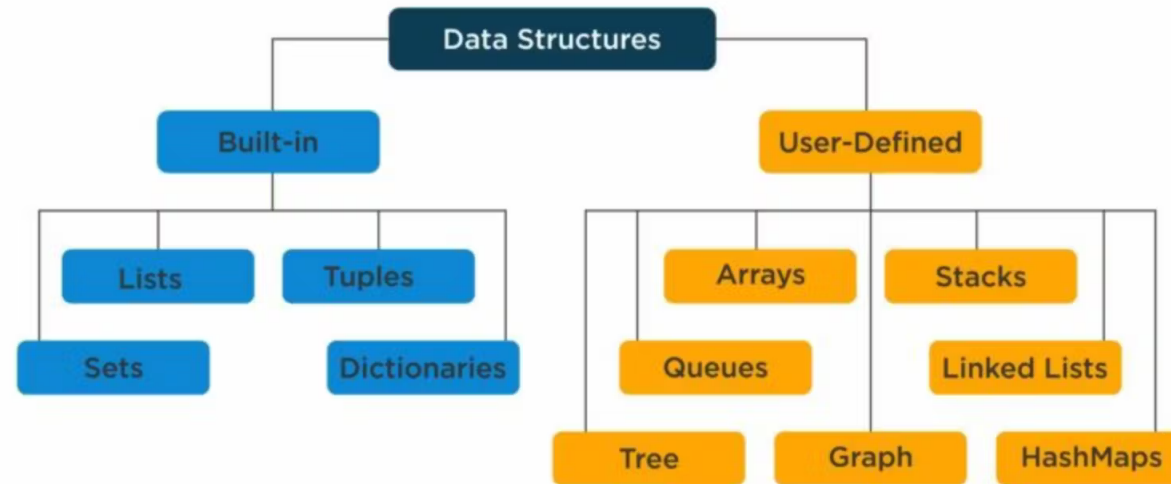 Data Structures
Built-in
User-Defined
Lists
Tuples
Arrays
Stacks
Sets
Dictionaries
Queues
Linked Lists
Tree
Graph
HashMaps